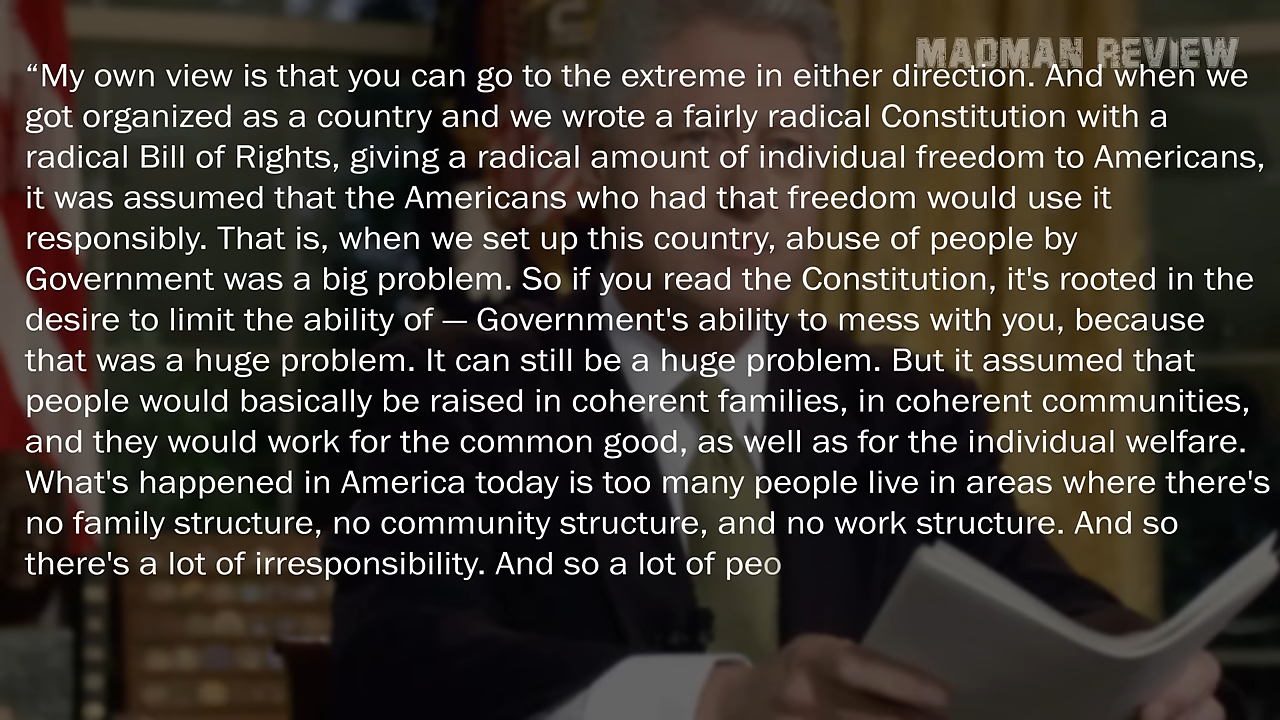 MADMAN REVIEW
“My own view is that you can go to the extreme in either direction. And when we
got organized as a country and we wrote a fairly radical Constitution with a
radical Bill of Rights, giving a radical amount of individual freedom to Americans,
it was assumed that the Americans who had that freedom would use it
responsibly. That is, when we set up this country, abuse of people by
Government was a big problem. So if you read the Constitution, it's rooted in the
desire to limit the ability of — Government's ability to mess with you, because
that was a huge problem. It can still be a huge problem. But it assumed that
people would basically be raised in coherent families, in coherent communities,
and they would work for the common good, as well as for the individual welfare.
What's happened in America today is too many people live in areas where there's
no family structure, no community structure, and no work structure. And so
there's a lot of irresponsibility. And so a lot of peo